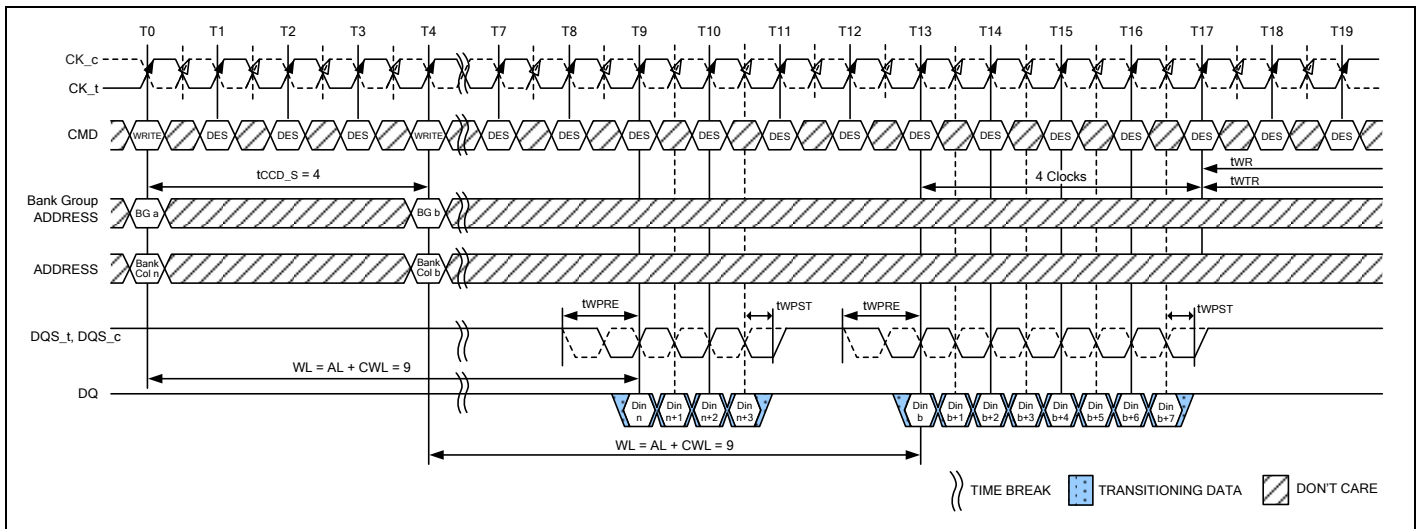 T0 T1 T2 T3 T4 T7 T8 T9 T10 T11 T12 T13 T14 T15 T16 T17 T18 T19
CK_c
CK_t
CMD WRITE DES DES DES WRITE DES DES DES DES DES DES DES DES DES DES DES DES DES
tCCD_S = 4 4 Clocks tWR
tWTR
Bank Group
ADDRESS BG a BG b
ADDRESS Bank Col n Bank Col b
tWPRE tWPST tWPRE tWPST
DQS_t, DQS_c
WL = AL + CWL = 9
DQ Din n Din n+1 Din n+2 Din n+3 Din b Din b+1 Din b+2 Din b+3 Din b+4 Din b+5 Din b+6 Din b+7
WL = AL + CWL = 9
TIME BREAK TRANSITIONING DATA DON'T CARE